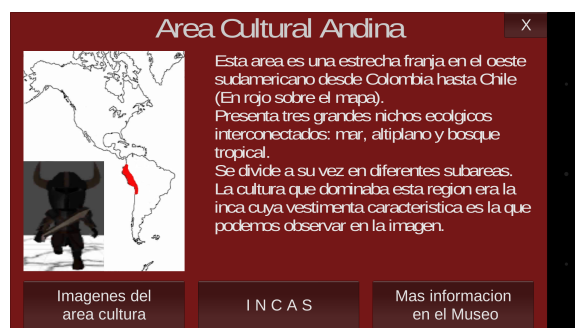 Area Cultural Andina
X
Esta area es una estrecha franja en el oeste
sudamericano desde Colombia hasta Chile
(En rojo sobre el mapa).
Presenta tres grandes nichos ecolgicos
interconectados: mar, altiplano y bosque
tropical.
Se divide a su vez en diferentes subareas.
La cultura que dominaba esta region era la
inca cuya vestimenta caracteristica es la que
podemos observar en la imagen.
Imagenes del
area cultura
INCAS
Mas informacion
en el Museo